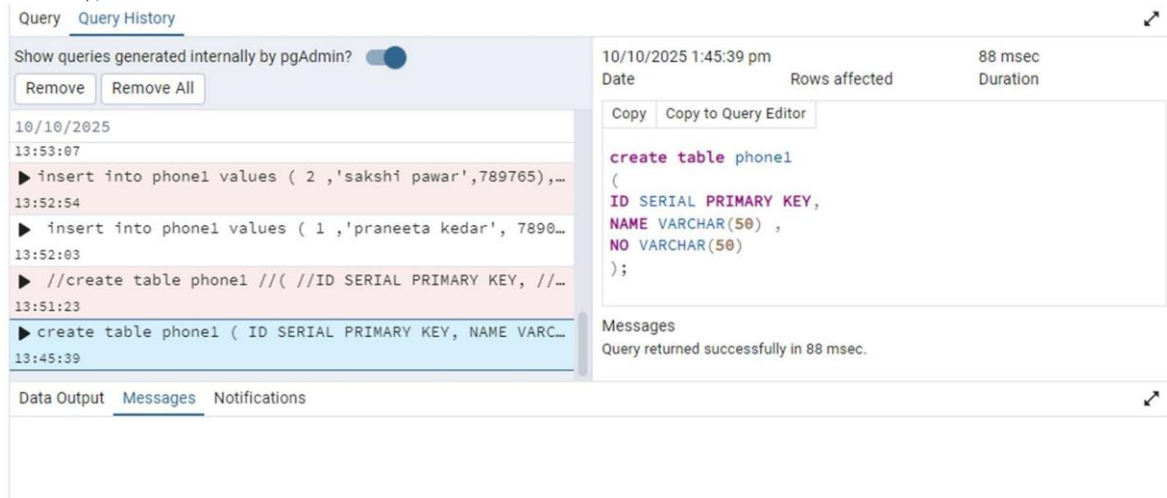 Query Query History
Show queries generated internally by pgAdmin?
Remove Remove All
10/10/2025
13:53:07
insert into phone1 values ( 2 ,'sakshi pawar',789765),…
13:52:54
insert into phone1 values ( 1 ,'praneeta kedar', 7890…
13:52:03
//create table phone1 //( //ID SERIAL PRIMARY KEY, //…
13:51:23
create table phone1 ( ID SERIAL PRIMARY KEY, NAME VARC…
13:45:39
10/10/2025 1:45:39 pm 88 msec
Date Rows affected Duration
Copy Copy to Query Editor
create table phone1
(
ID SERIAL PRIMARY KEY,
NAME VARCHAR(50) ,
NO VARCHAR(50)
);
Messages
Query returned successfully in 88 msec.
Data Output Messages Notifications